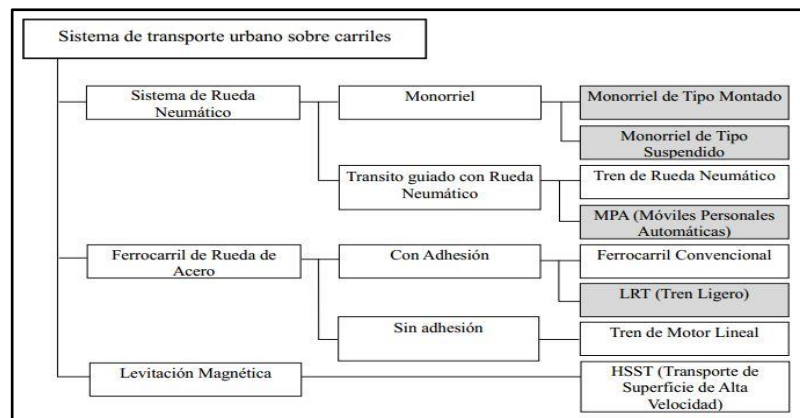 Sistema de transporte urbano sobre carriles
Sistema de Rueda
Neumático
Monorriel
Monorriel de Tipo Montado
Monorriel de Tipo
Suspendido
Transito guiado con Rueda
Neumático
Tren de Rueda Neumático
MPA (Móviles Personales
Automáticas)
Ferrocarril de Rueda de
Acero
Con Adhesión
Ferrocarril Convencional
LRT (Tren Ligero)
Sin adhesión
Tren de Motor Lineal
Levitación Magnética
HSST (Transporte de
Superficie de Alta
Velocidad)